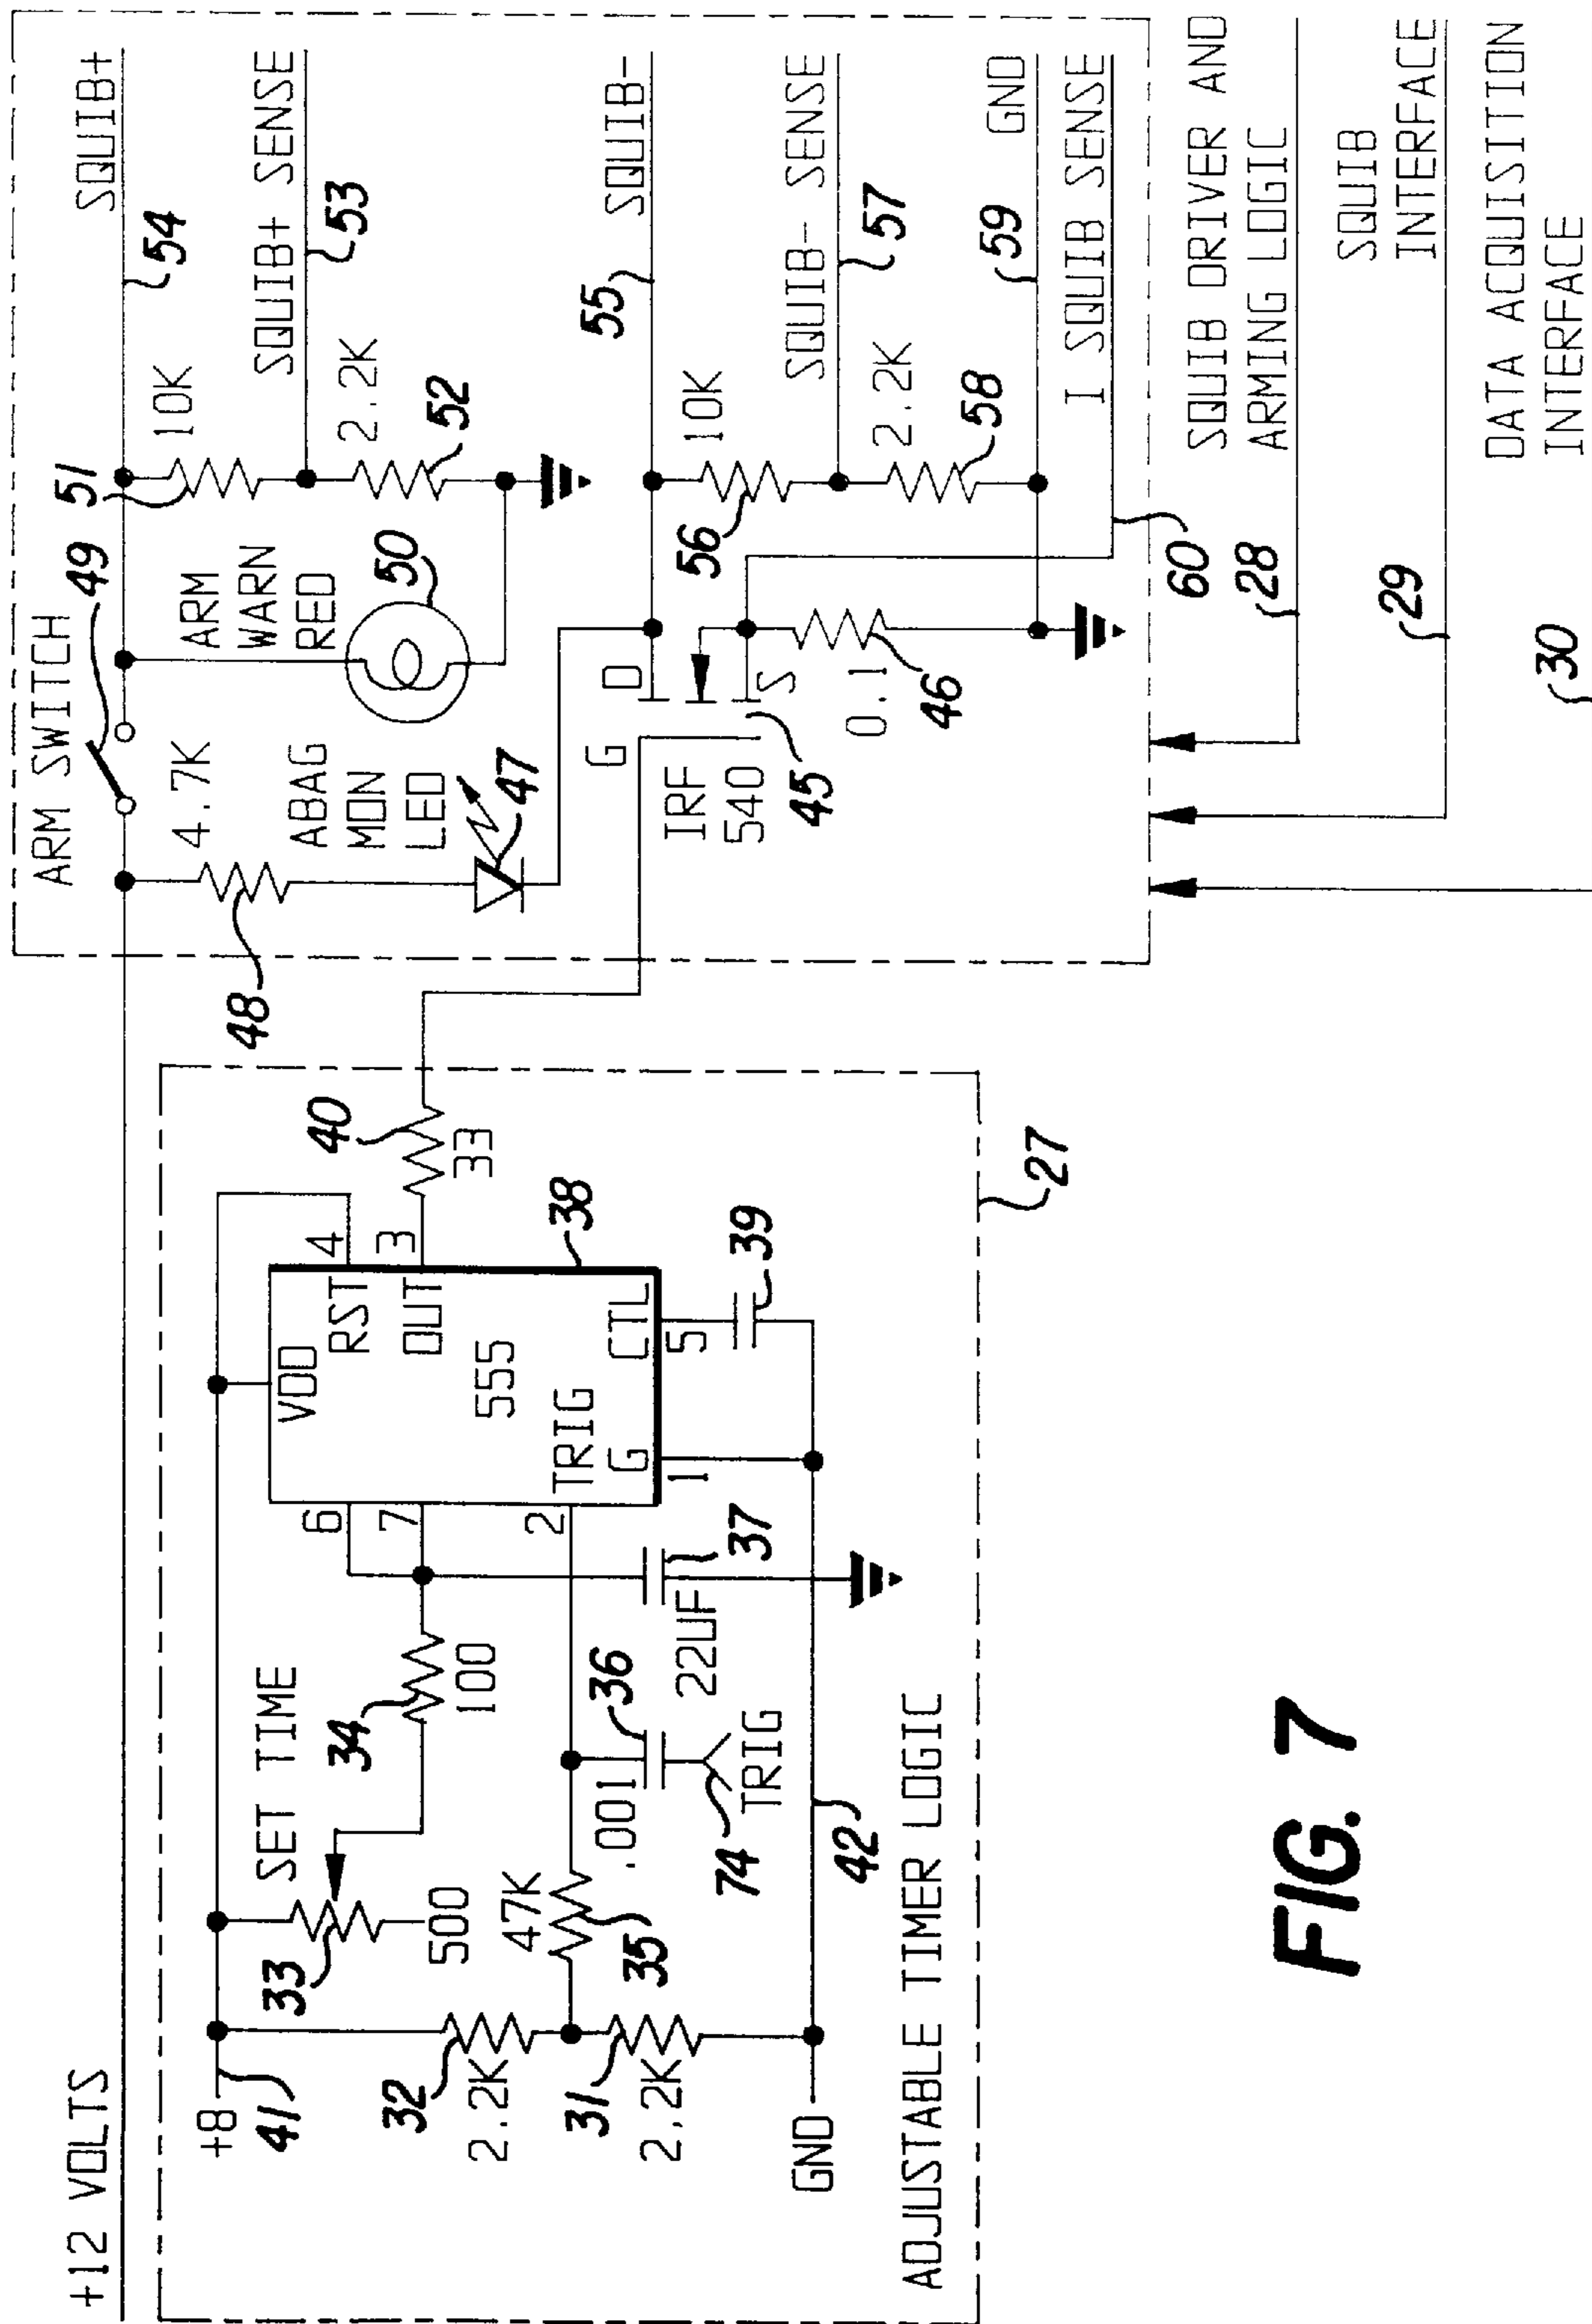 +12 VOLTS
+8
41
33
SET TIME
500
34
100
32
2.2K
47K
35
31
2,2K
.001
36
74
TRIG
22UF
37
GND
42
ADJUSTABLE TIMER LOGIC
6
7
2
VDD
RST
OUT
555
TRIG
G
CTL
4
3
1
5
38
39
40
33
27
48
ARM SWITCH
49
4.7K
ABAG
MON
LED
47
ARM
WARN
RED
50
51
10K
2.2K
52
SQUIB+
54
SQUIB+ SENSE
53
G
D
S
IRF
540
45
0.1
46
55
SQUIB-
10K
56
SQUIB- SENSE
57
2.2K
58
59
GND
I SQUIB SENSE
60
28
SQUIB DRIVER AND
ARMING LOGIC
29
SQUIB
INTERFACE
30
DATA ACQUISITION
INTERFACE
FIG. 7